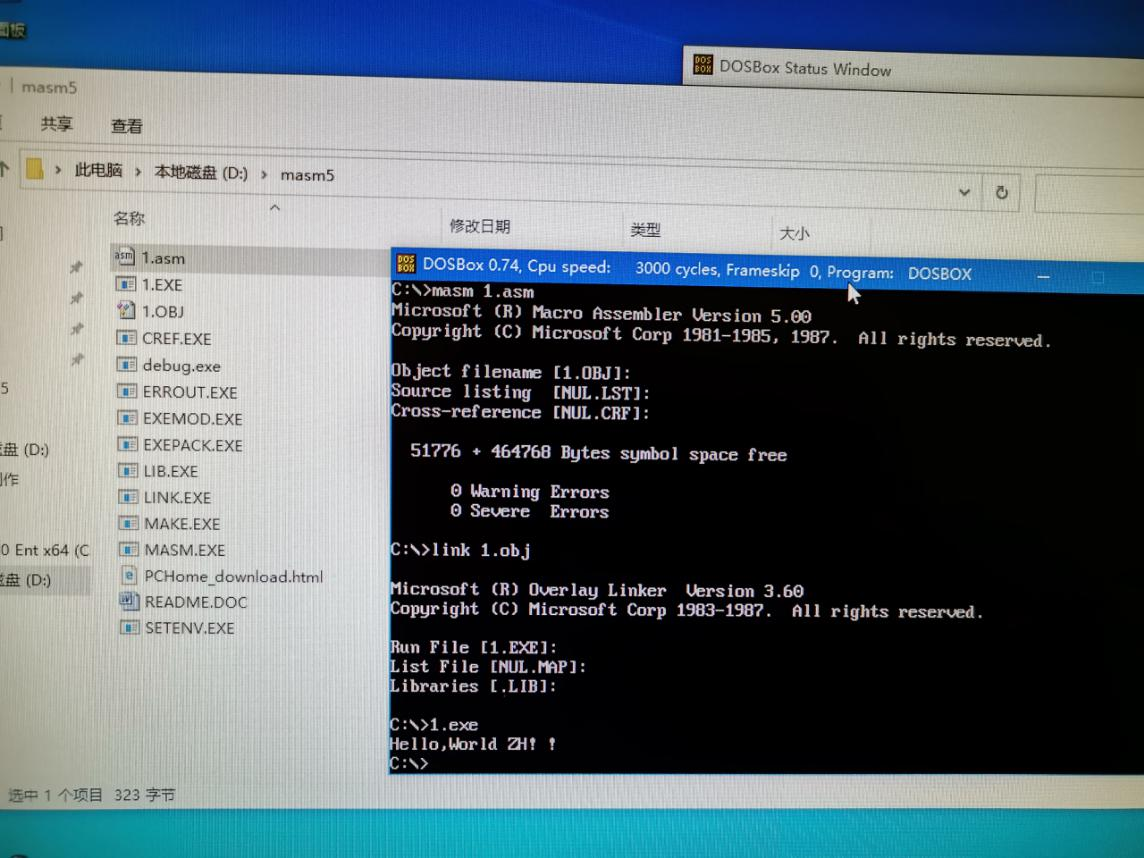 面板
DOSBox Status Window
masm5
共享
查看
此电脑 › 本地磁盘 (D:) › masm5
名称
修改日期
类型
大小
1.asm
1.EXE
1.OBJ
CREF.EXE
debug.exe
ERROUT.EXE
EXEMOD.EXE
EXEPACK.EXE
LIB.EXE
LINK.EXE
MAKE.EXE
MASM.EXE
PCHome_download.html
README.DOC
SETENV.EXE
5
盘 (D:)
作
0 Ent x64 (C
盘 (D:)
选中 1 个项目 323 字节
DOSBox 0.74, Cpu speed: 3000 cycles, Frameskip 0, Program: DOSBOX
C:\>masm 1.asm
Microsoft (R) Macro Assembler Version 5.00
Copyright (C) Microsoft Corp 1981-1985, 1987. All rights reserved.
Object filename [1.OBJ]:
Source listing [NUL.LST]:
Cross-reference [NUL.CRF]:
51776 + 464768 Bytes symbol space free
0 Warning Errors
0 Severe Errors
C:\>link 1.obj
Microsoft (R) Overlay Linker Version 3.60
Copyright (C) Microsoft Corp 1983-1987. All rights reserved.
Run File [1.EXE]:
List File [NUL.MAP]:
Libraries [.LIB]:
C:\>1.exe
Hello,World ZH! !
C:\>